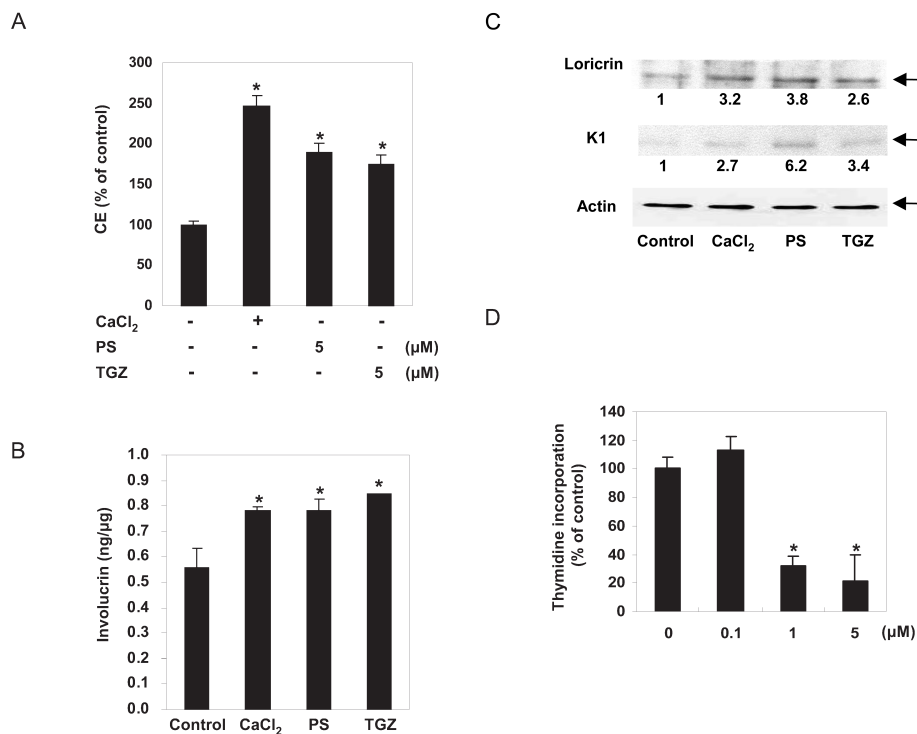 A
CE (% of control)
300
250
200
150
100
50
0
*
*
*
CaCl₂ - + - -
PS - - 5 - (µM)
TGZ - - - 5 (µM)
B
Involucrin (ng/µg)
1.0
0.9
0.8
0.7
0.6
0.5
0.4
0.3
0.2
0.1
0.0
*
*
*
Control CaCl₂ PS TGZ
C
Loricrin
1 3.2 3.8 2.6
K1
1 2.7 6.2 3.4
Actin
Control CaCl₂ PS TGZ
D
Thymidine incorporation
(% of control)
140
120
100
80
60
40
20
0
*
*
0 0.1 1 5 (µM)